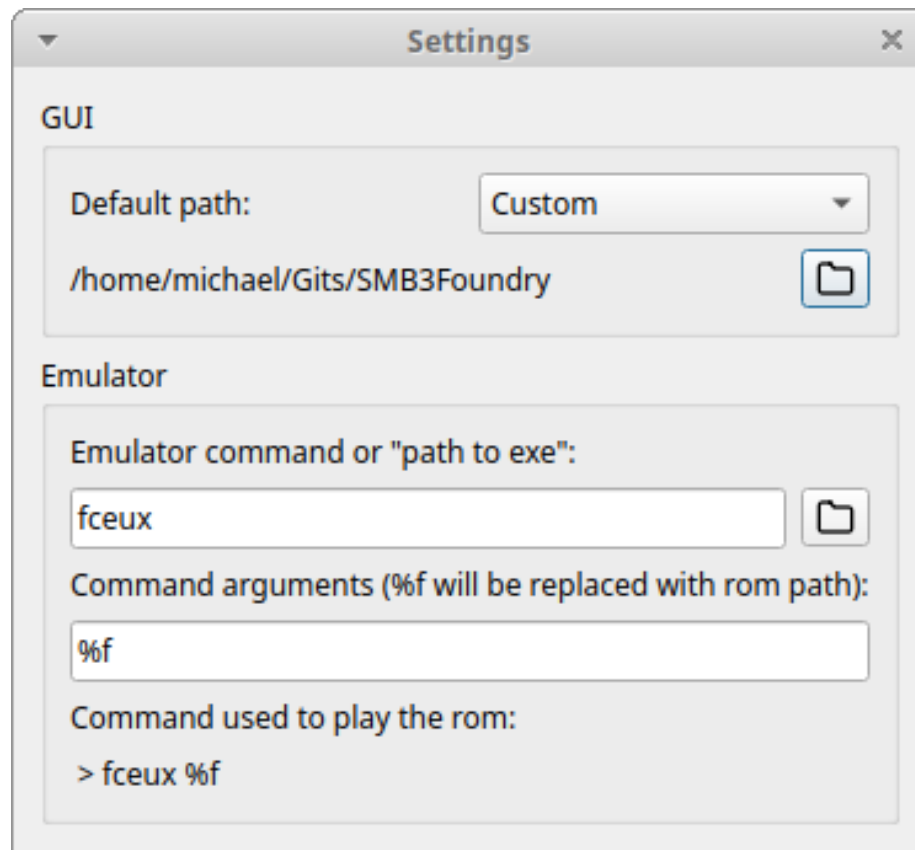 Settings
GUI
Default path: Custom
/home/michael/Gits/SMB3Foundry
Emulator
Emulator command or "path to exe":
fceux
Command arguments (%f will be replaced with rom path):
%f
Command used to play the rom:
> fceux %f